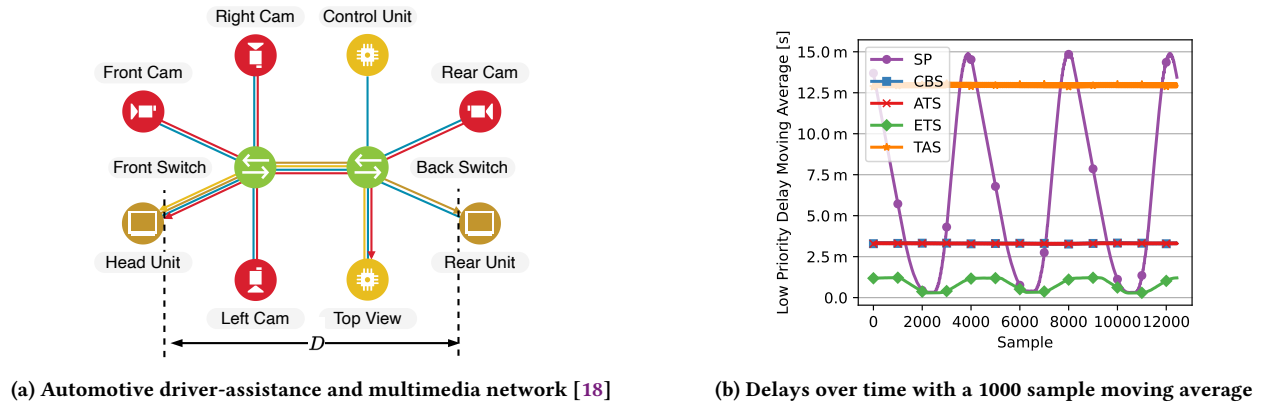 Right Cam
Control Unit
Front Cam
Rear Cam
Front Switch
Back Switch
Head Unit
Rear Unit
Left Cam
Top View
D
(a) Automotive driver-assistance and multimedia network [18]
Low Priority Delay Moving Average [s]
15.0 m
12.5 m
10.0 m
7.5 m
5.0 m
2.5 m
0.0
SP
CBS
ATS
ETS
TAS
0 2000 4000 6000 8000 10000 12000
Sample
(b) Delays over time with a 1000 sample moving average